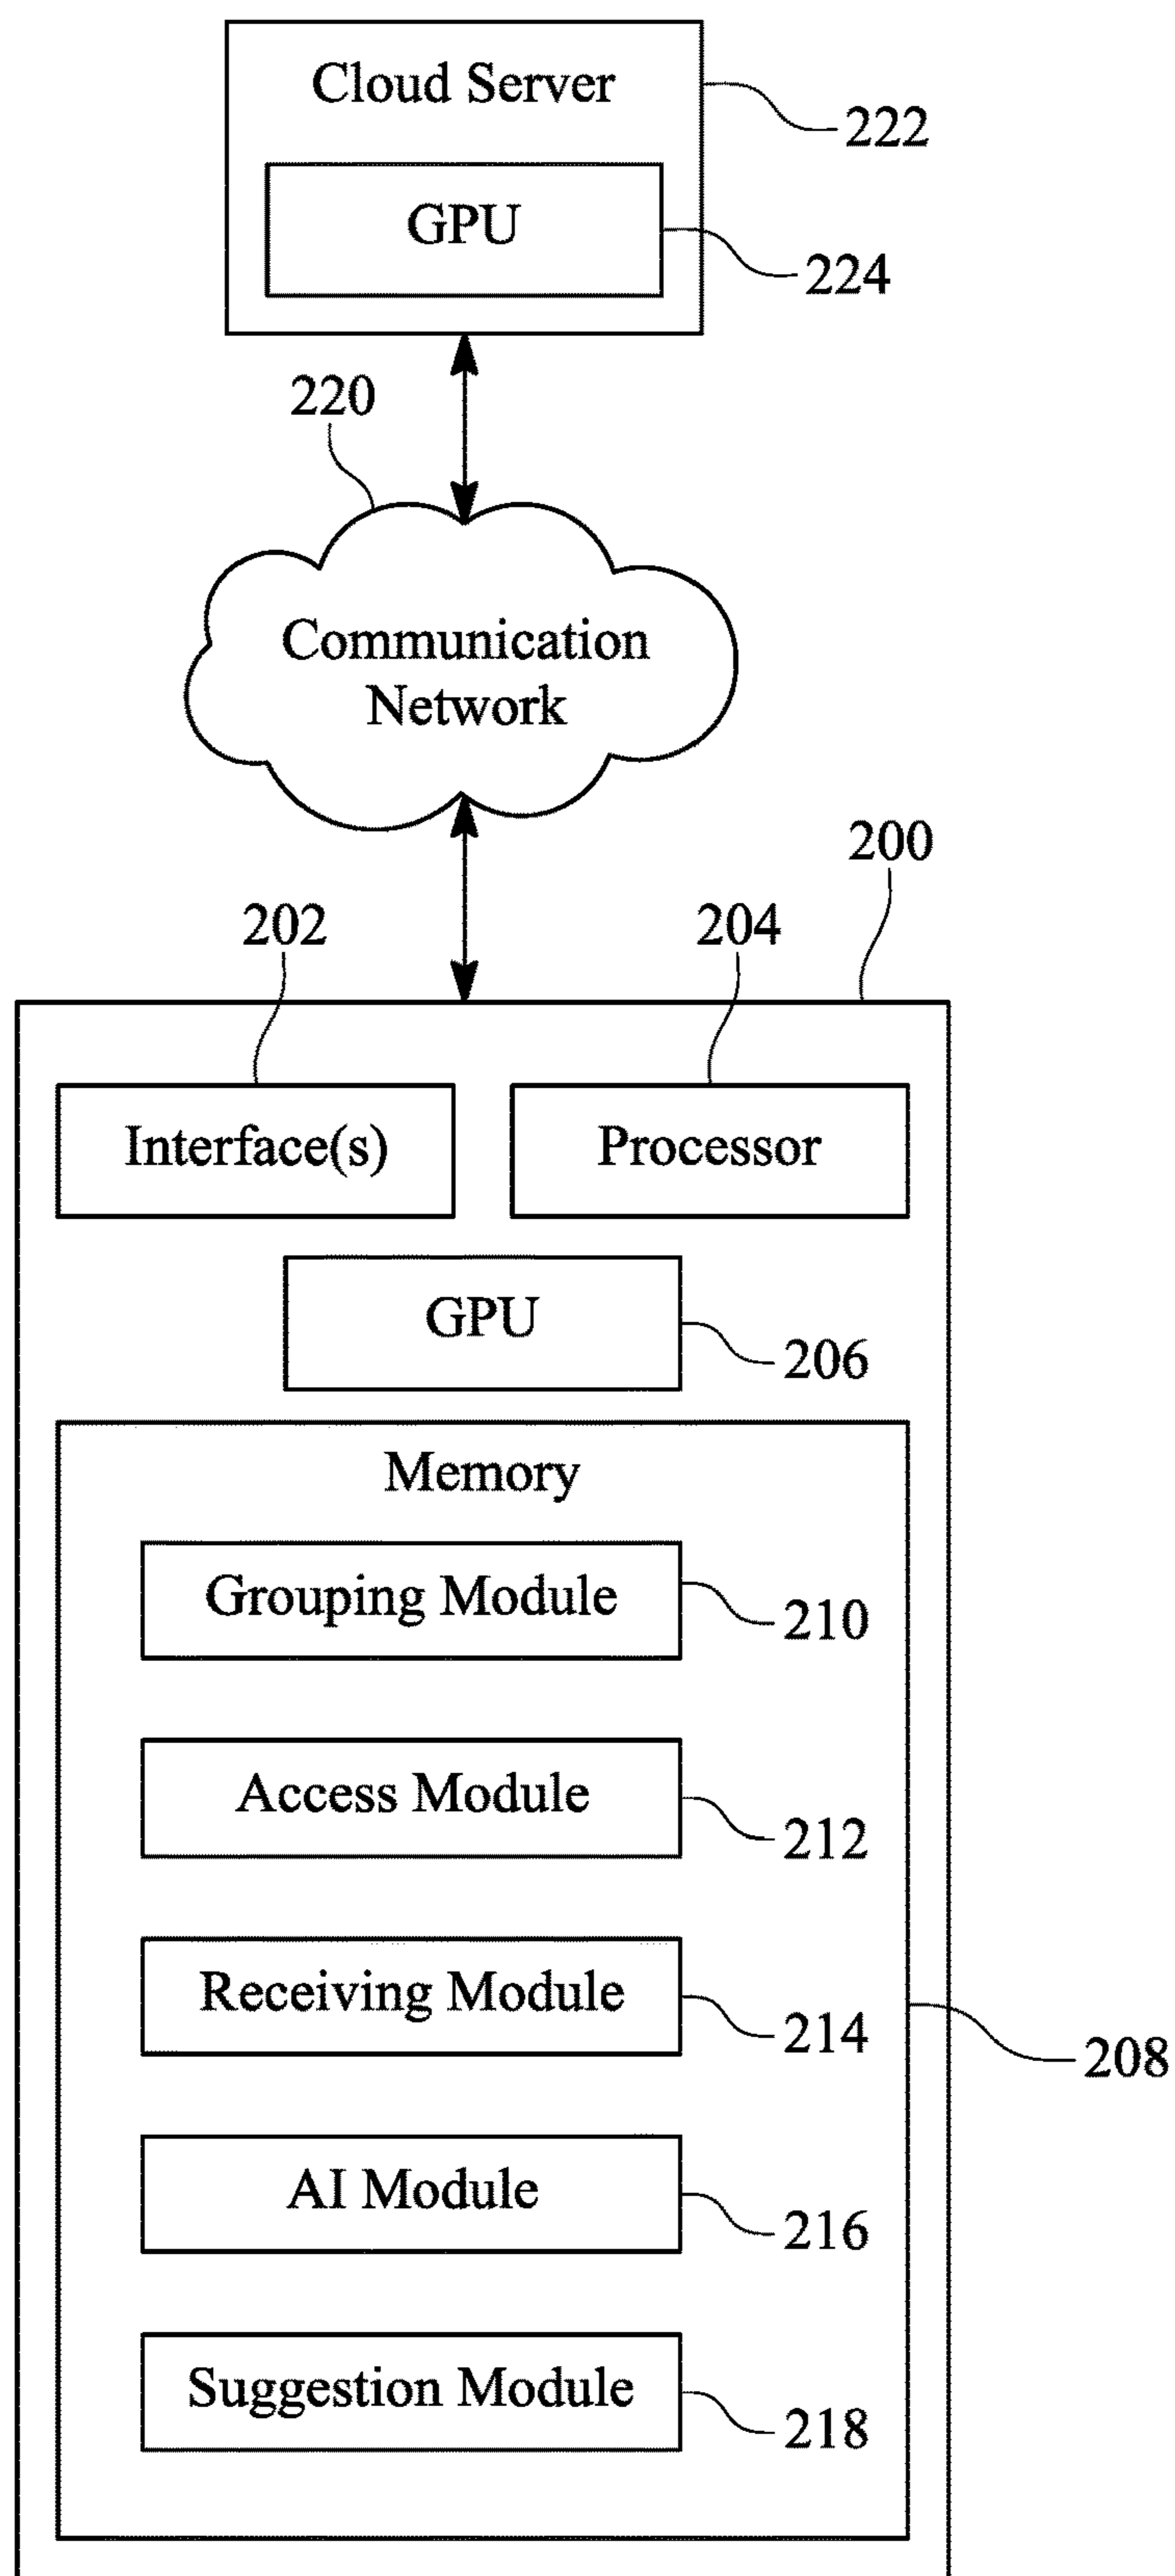 Cloud Server
222
GPU
224
220
Communication
Network
200
202
204
Interface(s)
Processor
GPU
206
Memory
Grouping Module
210
Access Module
212
Receiving Module
214
208
AI Module
216
Suggestion Module
218